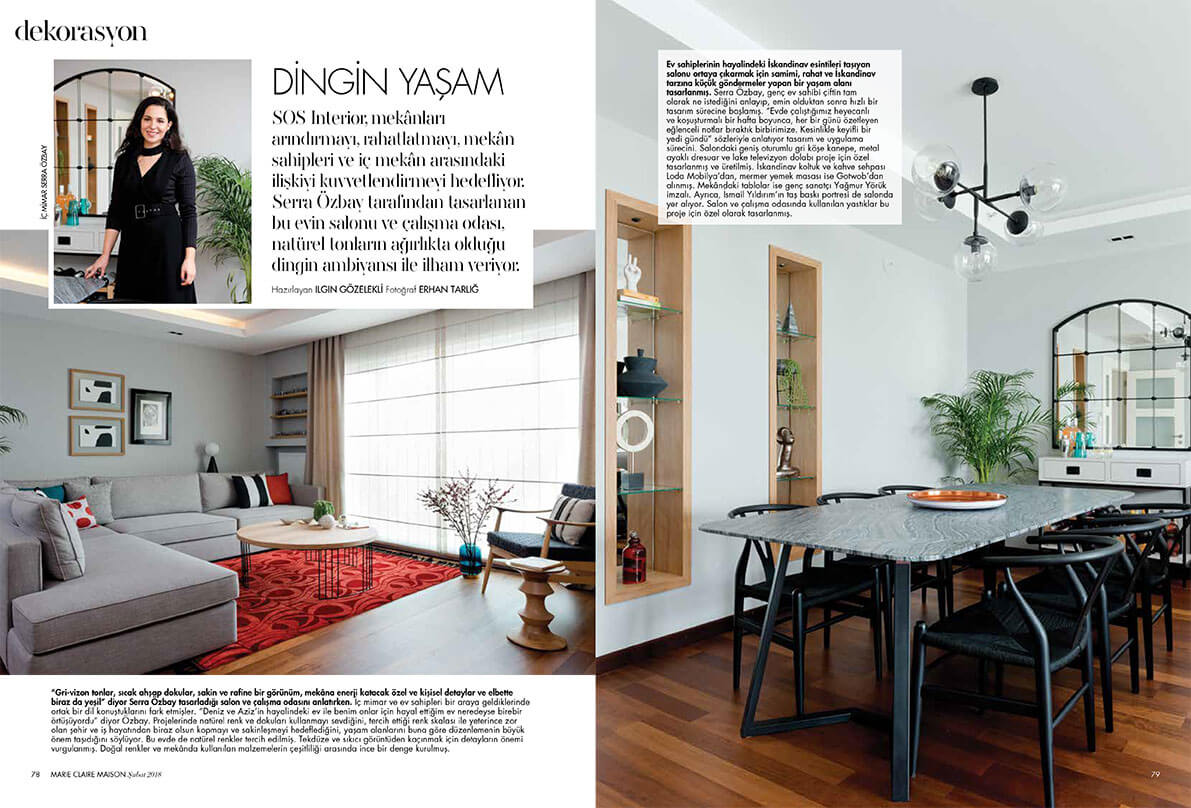 dekorasyon
İÇ MİMAR SERRA ÖZBAY
DİNGİN YAŞAM
SOS Interior, mekânları
arındırmayı, rahatlatmayı, mekân
sahipleri ve iç mekân arasındaki
ilişkiyi kuvvetlendirmeyi hedefliyor.
Serra Özbay tarafından tasarlanan
bu evin salonu ve çalışma odası,
natürel tonların ağırlıkta olduğu
dingin ambiyansı ile ilham veriyor.
Hazırlayan ILGIN GÖZELEKLİ Fotoğraf ERHAN TARLIĞ
"Gri-vizon tonlar, sıcak ahşap dokular, sakin ve rafine bir görünüm, mekâna enerji katacak özel ve kişisel detaylar ve elbette
biraz da yeşil" diyor Serra Özbay tasarladığı salon ve çalışma odasını anlatırken. İç mimar ve ev sahipleri bir araya geldiklerinde
ortak bir dil konuştuklarını fark etmişler. "Deniz ve Aziz'in hayalindeki ev ile benim onlar için hayal ettiğim ev neredeyse birebir
örtüşüyordu" diyor Özbay. Projelerinde natürel renk ve dokuları kullanmayı sevdiğini, tercih ettiği renk skalası ile yeterince zor
olan şehir ve iş hayatından biraz olsun kopmayı ve sakinleşmeyi hedeflediğini, yaşam alanlarını buna göre düzenlemenin büyük
önem taşıdığını söylüyor. Bu evde de natürel renkler tercih edilmiş. Tekdüze ve sıkıcı görüntüden kaçınmak için detayların önemi
vurgulanmış. Doğal renkler ve mekânda kullanılan malzemelerin çeşitliliği arasında ince bir denge kurulmuş.
78 MARIE CLAIRE MAISON Şubat 2018
Ev sahiplerinin hayalindeki İskandinav esintileri taşıyan
salonu ortaya çıkarmak için samimi, rahat ve İskandinav
tarzına küçük göndermeler yapan bir yaşam alanı
tasarlanmış. Serra Özbay, genç ev sahibi çiftin tam
olarak ne istediğini anlayıp, emin olduktan sonra hızlı bir
tasarım sürecine başlamış. "Evde çalıştığımız heyecanlı
ve koşuşturmalı bir hafta boyunca, her bir günü özetleyen
eğlenceli notlar bıraktık birbirimize. Kesinlikle keyifli bir
yedi gündü" sözleriyle anlatıyor tasarım ve uygulama
sürecini. Salondaki geniş oturumlu gri köşe kanepe, metal
ayaklı dresuar ve lake televizyon dolabı proje için özel
tasarlanmış ve üretilmiş. İskandinav koltuk ve kahve sehpası
Loda Mobilya'dan, mermer yemek masası ise Gotwob'dan
alınmış. Mekândaki tablolar ise genç sanatçı Yağmur Yörük
imzalı. Ayrıca, İsmail Yıldırım'ın taş baskı portresi de salonda
yer alıyor. Salon ve çalışma odasında kullanılan yastıklar bu
proje için özel olarak tasarlanmış.
79